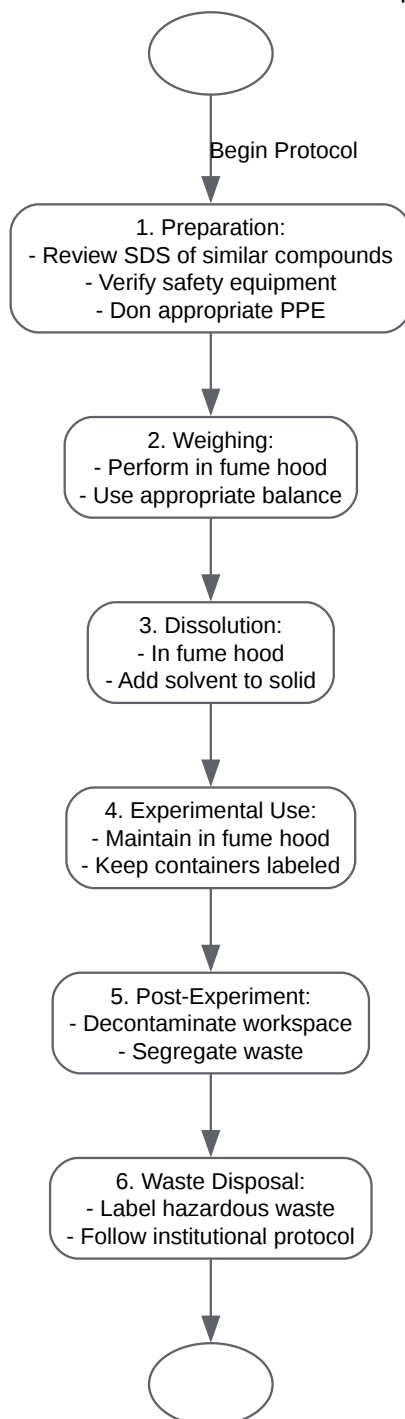 Begin Protocol
1. Preparation:
- Review SDS of similar compounds
- Verify safety equipment
- Don appropriate PPE
2. Weighing:
- Perform in fume hood
- Use appropriate balance
3. Dissolution:
- In fume hood
- Add solvent to solid
4. Experimental Use:
- Maintain in fume hood
- Keep containers labeled
5. Post-Experiment:
- Decontaminate workspace
- Segregate waste
6. Waste Disposal:
- Label hazardous waste
- Follow institutional protocol